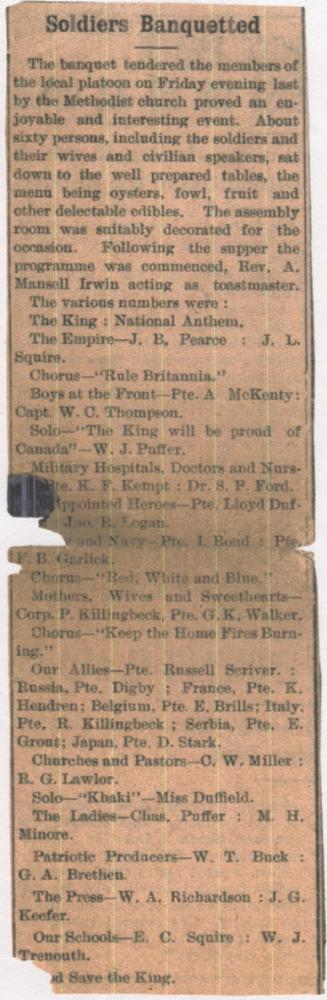 Soldiers Banquetted
The banquet tendered the members of
the local platoon on Friday evening last
by the Methodist church proved an en-
joyable and interesting event. About
sixty persons, including the soldiers and
their wives and civilian speakers, sat
down to the well prepared tables, the
menu being oysters, fowl, fruit and
other delectable edibles. The assembly
room was suitably decorated for the
occasion. Following the supper the
programme was commenced, Rev. A.
Mansell Irwin acting as toastmaster.
The various numbers were :
The King : National Anthem.
The Empire—J. B. Pearce : J. L.
Squire.
Chorus—"Rule Britannia."
Boys at the Front—Pte. A McKenty:
Capt. W. C. Thompson.
Solo—"The King will be proud of
Canada"—W. J. Puffer.
Military Hospitals, Doctors and Nurs-
Pte. K. F. Kempt : Dr. S. P. Ford.
appointed Heroes—Pte. Lloyd Duf-
: Jno. R. Logan.
y and Navy—Pte. I. Bond : Pte.
F. B. Garlick.
Chorus—"Red, White and Blue."
Mothers, Wives and Sweethearts—
Corp. P. Killingbeck, Pte. G. K. Walker.
Chorus—"Keep the Home Fires Burn-
ing."
Our Allies—Pte. Russell Scriver. :
Russia, Pte. Digby ; France, Pte. K.
Hendren; Belgium, Pte. E. Brills; Italy,
Pte. R. Killingbeck ; Serbia, Pte. E.
Grout; Japan, Pte. D. Stark.
Churches and Pastors—C. W. Miller :
R. G. Lawlor.
Solo—"Khaki"—Miss Duffield.
The Ladies—Chas. Puffer : M. H.
Minore.
Patriotic Producers—W. T. Buck :
G. A. Brethen.
The Press—W. A. Richardson : J. G.
Keefer.
Our Schools—E. C. Squire : W. J.
Trenouth.
d Save the King.